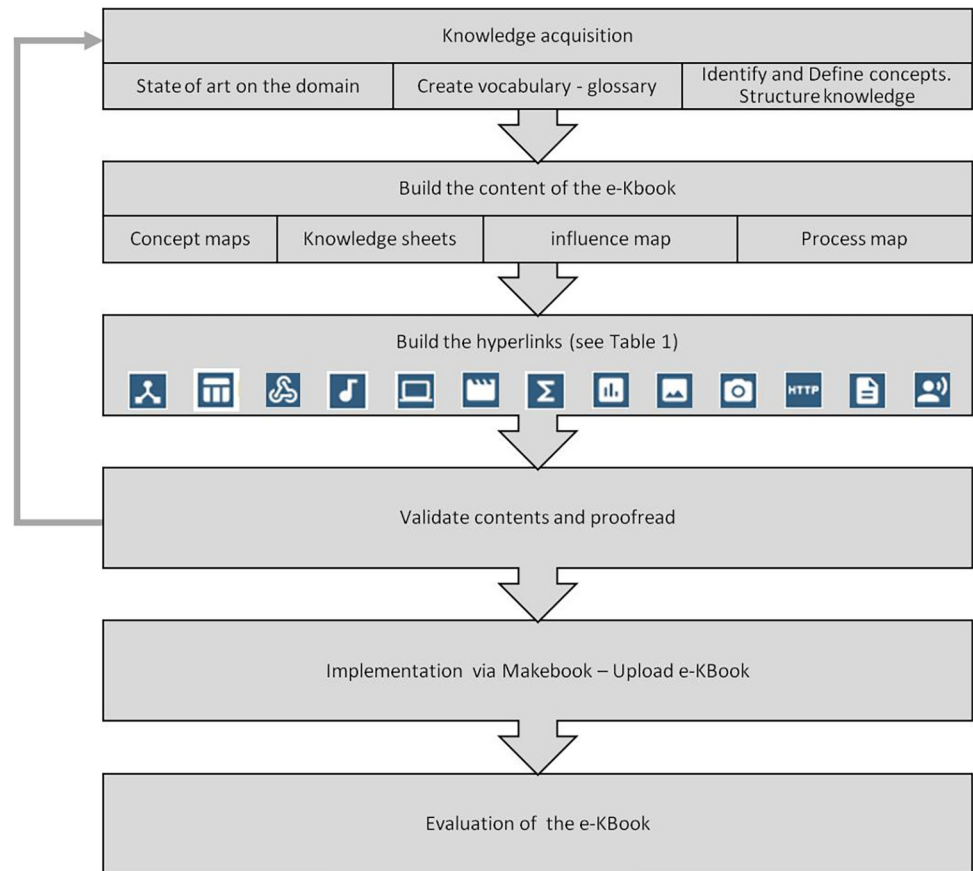 Knowledge acquisition
State of art on the domain
Create vocabulary - glossary
Identify and Define concepts.
Structure knowledge
Build the content of the e-Kbook
Concept maps
Knowledge sheets
influence map
Process map
Build the hyperlinks (see Table 1)
Σ
HTTP
Validate contents and proofread
Implementation via Makebook – Upload e-KBook
Evaluation of the e-KBook